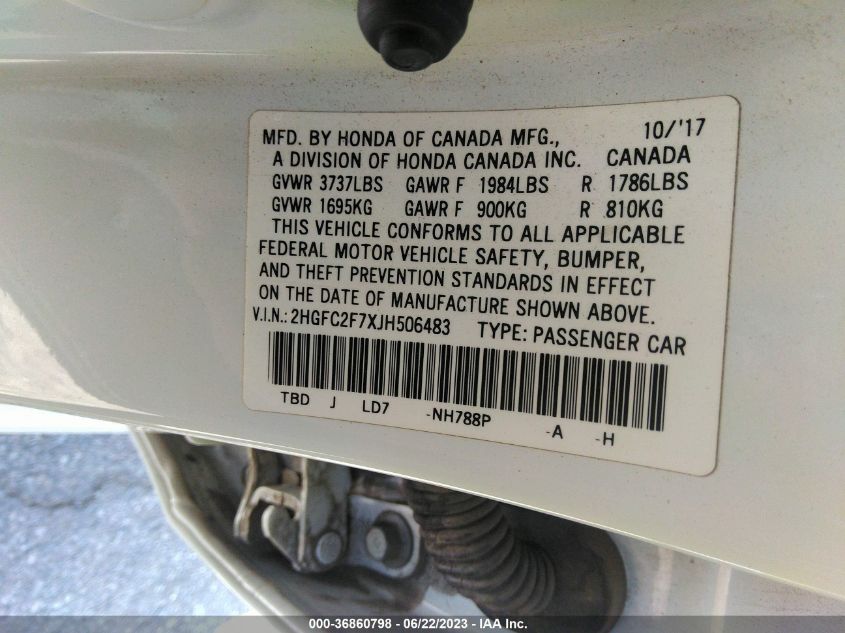 MFD. BY HONDA OF CANADA MFG., 10/'17
A DIVISION OF HONDA CANADA INC. CANADA
GVWR 3737LBS GAWR F 1984LBS R 1786LBS
GVWR 1695KG GAWR F 900KG R 810KG
THIS VEHICLE CONFORMS TO ALL APPLICABLE
FEDERAL MOTOR VEHICLE SAFETY, BUMPER,
AND THEFT PREVENTION STANDARDS IN EFFECT
ON THE DATE OF MANUFACTURE SHOWN ABOVE.
V.I.N.: 2HGFC2F7XJH506483 TYPE: PASSENGER CAR
TBD J LD7 -NH788P -A -H
000-36860798 - 06/22/2023 - IAA Inc.